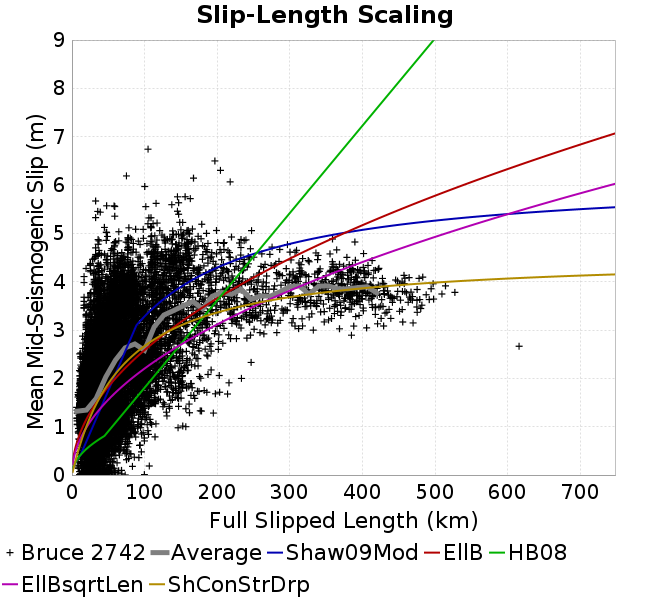 Slip-Length Scaling
9
8
7
6
5
4
3
2
1
0
Mean Mid-Seismogenic Slip (m)
0 100 200 300 400 500 600 700
Full Slipped Length (km)
Bruce 2742 Average Shaw09Mod EllB HB08
EllBsqrtLen ShConStrDrp